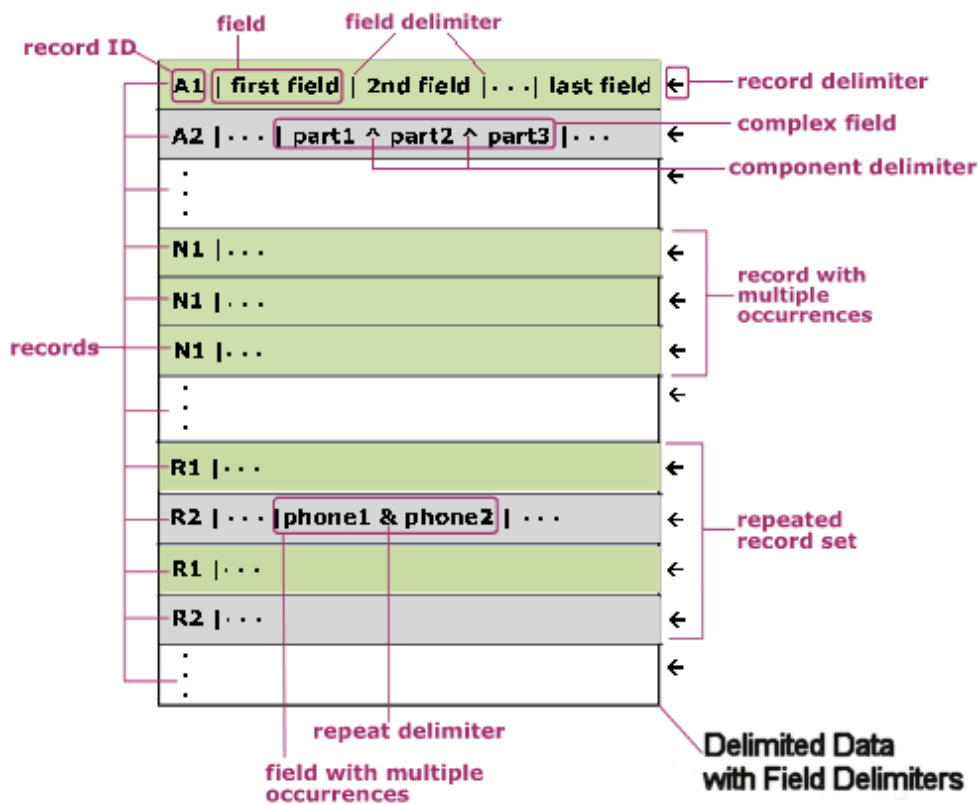 field
field delimiter
record ID
A1 | first field | 2nd field |...| last field ←
record delimiter
A2 |... | part1 ^ part2 ^ part3 |... ←
complex field
component delimiter
. ←
.
.
N1 |... ←
N1 |... ←
N1 |... ←
record with
multiple
occurrences
records
. ←
.
.
R1 |... ←
R2 |... |phone1 & phone2 | ... ←
R1 |... ←
R2 |... ←
repeated
record set
. ←
.
.
repeat delimiter
field with multiple
occurrences
Delimited Data
with Field Delimiters